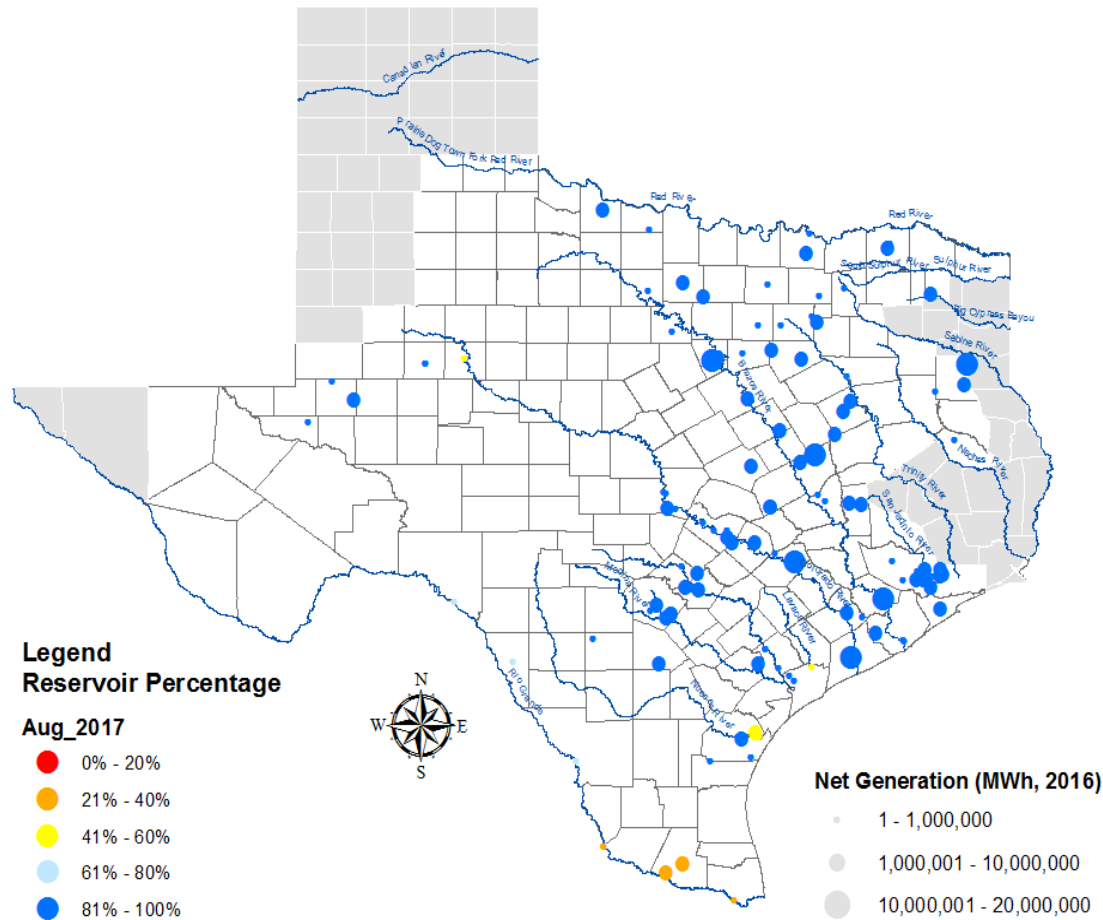 Canadian River
Prairie Dog Town Fork Red River
Red River
Red River
South Sulphur River
Sulphur River
Big Cypress Bayou
Sabine River
Brazos River
Neches River
Trinity River
San Jacinto River
Colorado River
Medina River
Lavaca River
Nueces River
Rio Grande
N
W
E
S
Legend
Reservoir Percentage
Aug_2017
0% - 20%
21% - 40%
41% - 60%
61% - 80%
81% - 100%
Net Generation (MWh, 2016)
1 - 1,000,000
1,000,001 - 10,000,000
10,000,001 - 20,000,000